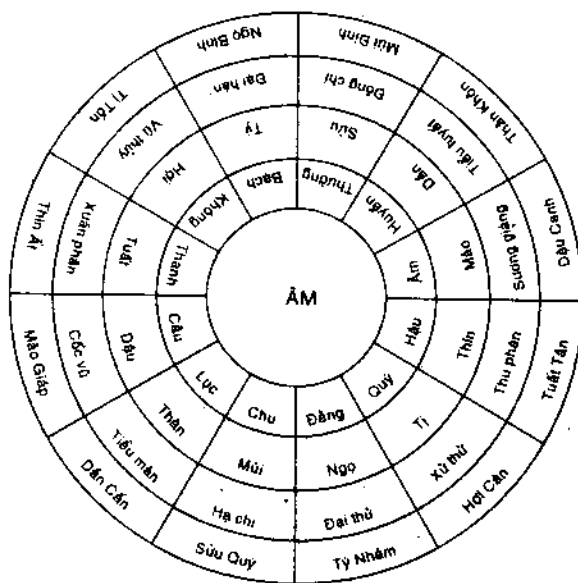 Ngọ Bính
Mùi Đinh
Thân Khôn
Dậu Canh
Tuất Tân
Hợi Càn
Tý Nhâm
Sửu Quý
Dần Cấn
Mão Giáp
Thìn Ất
Tị Tốn
Đại hàn
Đông chí
Tiểu tuyết
Sương giáng
Thu phân
Xử thử
Đại thử
Hạ chí
Tiểu mãn
Cốc vũ
Xuân phân
Vũ thủy
Tý
Sửu
Dần
Mão
Thìn
Tị
Ngọ
Mùi
Thân
Dậu
Tuất
Hợi
Bạch
Thường
Huyền
Âm
Hậu
Quý
Đằng
Chu
Lục
Câu
Thanh
Không
ÂM